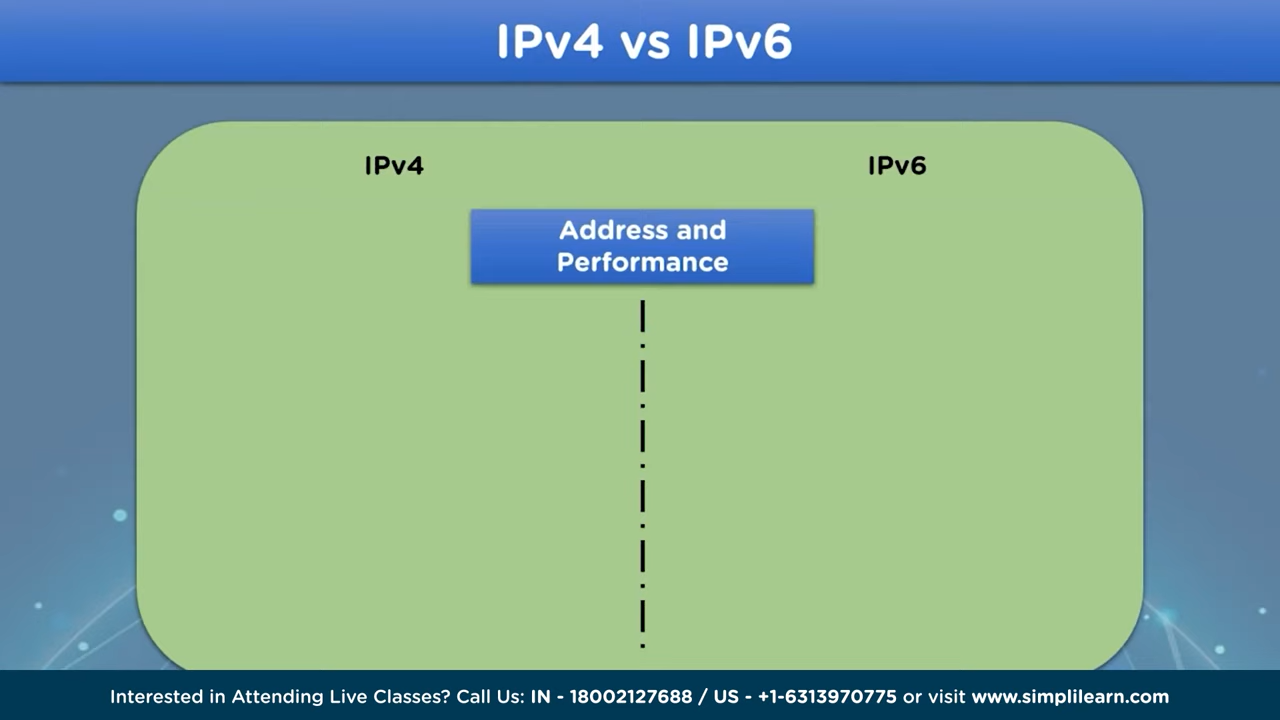 IPv4 vs IPv6
IPv4
IPv6
Address and
Performance
Interested in Attending Live Classes? Call Us: IN - 18002127688 / US - +1-6313970775 or visit www.simplilearn.com